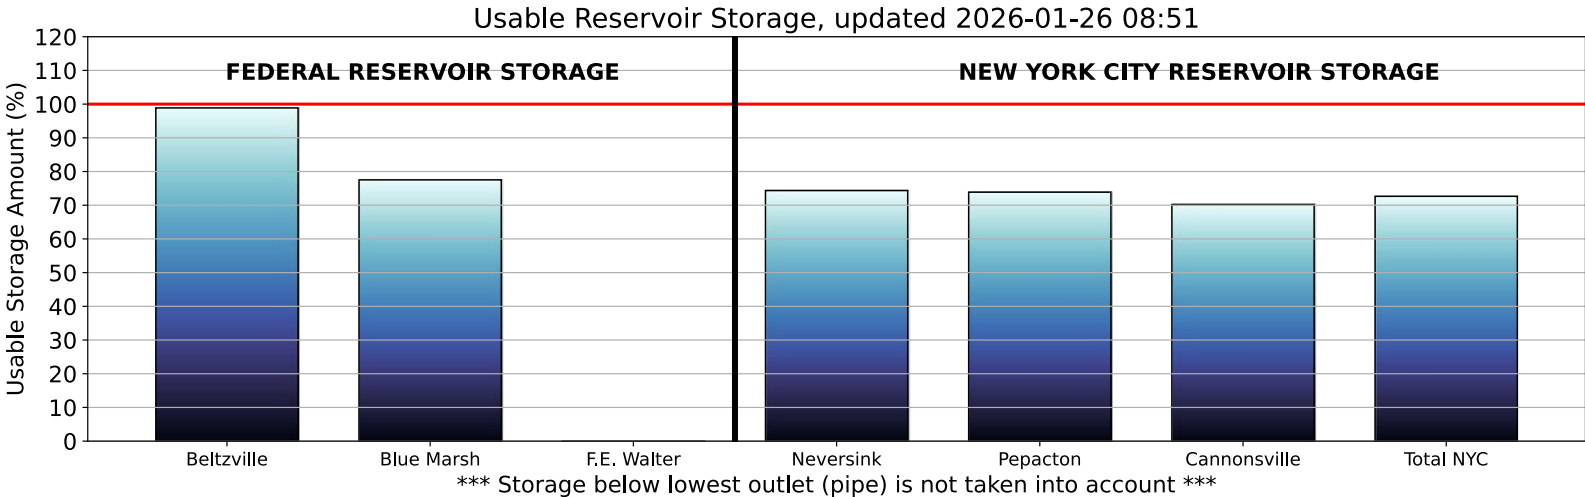 Usable Reservoir Storage, updated 2026-01-26 08:51
FEDERAL RESERVOIR STORAGE
NEW YORK CITY RESERVOIR STORAGE
Usable Storage Amount (%)
120
110
100
90
80
70
60
50
40
30
20
10
0
Beltzville
Blue Marsh
F.E. Walter
Neversink
Pepacton
Cannonsville
Total NYC
*** Storage below lowest outlet (pipe) is not taken into account ***